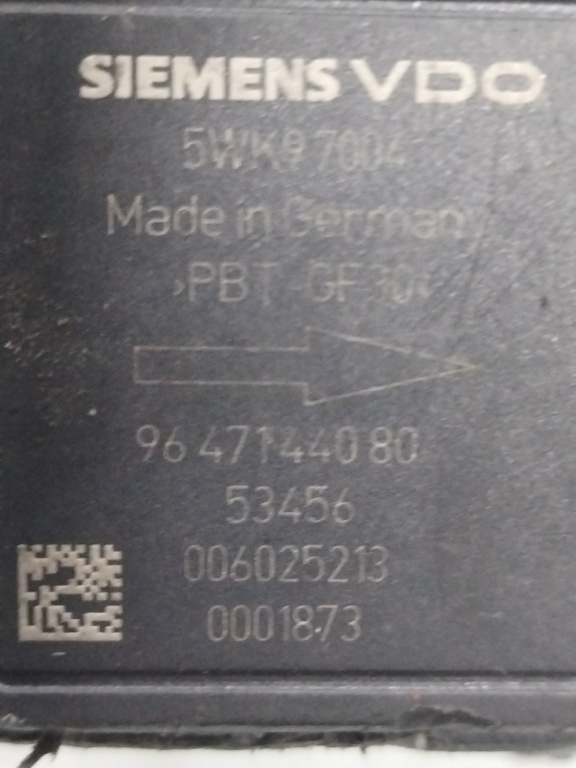 SIEMENS VDO
5WK9 7004
Made in Germany
›PBT-GF30‹
96 471 440 80
53456
006025213
0001873